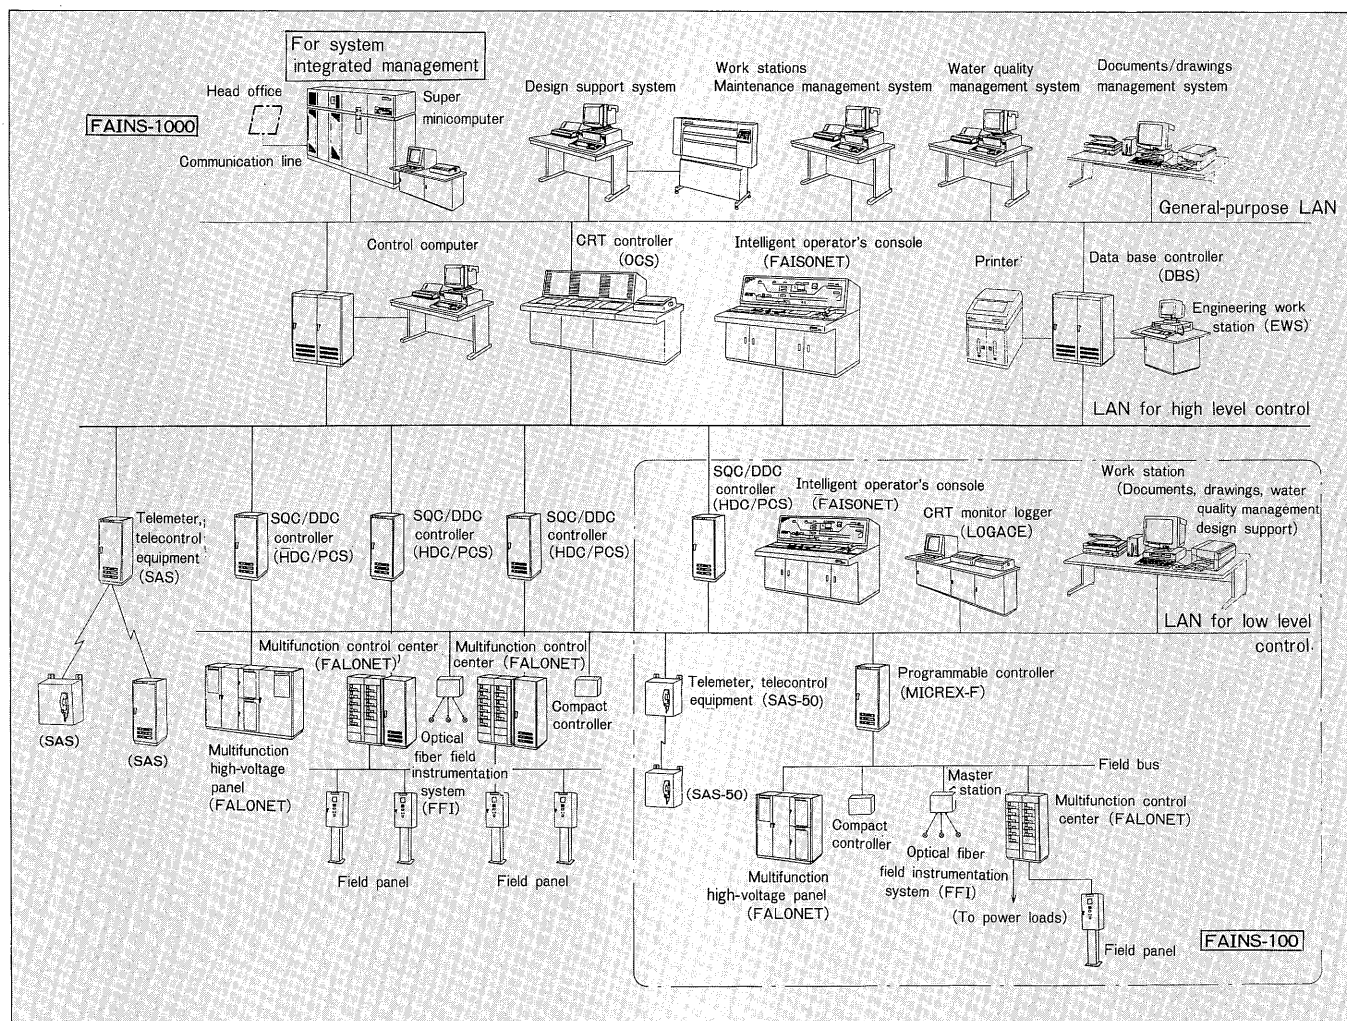 For system
integrated management
Head office
FAINS-1000
Super
minicomputer
Communication line
Design support system
Work stations
Maintenance management system
Water quality
management system
Documents/drawings
management system
General-purpose LAN
Control computer
CRT controller
(OCS)
Intelligent operator's console
(FAISONET)
Printer
Data base controller
(DBS)
Engineering work
station (EWS)
LAN for high level control
Telemeter,
telecontrol
equipment
(SAS)
SQC/DDC
controller
(HDC/PCS)
SQC/DDC
controller
(HDC/PCS)
SQC/DDC
controller
(HDC/PCS)
SQC/DDC
controller
(HDC/PCS)
Intelligent operator's console
(FAISONET)
CRT monitor logger
(LOGACE)
Work station
(Documents, drawings, water
quality management
design support)
LAN for low level
control
(SAS)
(SAS)
Multifunction
high-voltage
panel
(FALONET)
Multifunction control center
(FALONET)
Optical
fiber field
instrumentation
system
(FFI)
Multifunction control
center (FALONET)
Compact
controller
Field panel
Field panel
Telemeter, telecontrol
equipment (SAS-50)
(SAS-50)
Programmable controller
(MICREX-F)
Field bus
Multifunction
high-voltage panel
(FALONET)
Compact
controller
Master
station
Optical fiber
field instrumentation
system (FFI)
Multifunction control
center (FALONET)
(To power loads)
Field panel
FAINS-100